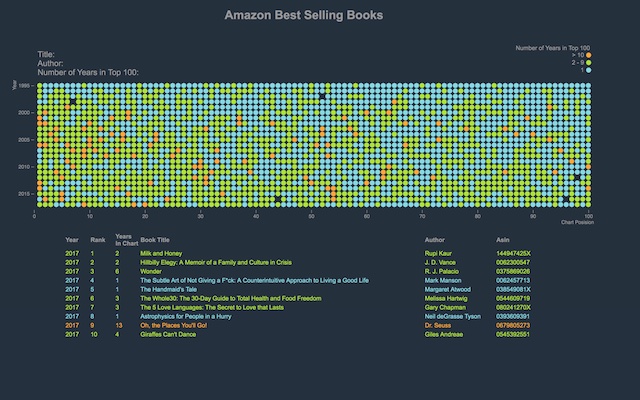 Amazon Best Selling Books
Number of Years in Top 100
> 10
2 - 9
1
Title:
Author:
Number of Years in Top 100:
Year
1995
2000
2005
2010
2015
0 10 20 30 40 50 60 70 80 90 100
Chart Posision
Year Rank Years In Chart Book Title Author Asin
2017 1 2 Milk and Honey Rupi Kaur 144947425X
2017 2 2 Hillbilly Elegy: A Memoir of a Family and Culture in Crisis J. D. Vance 0062300547
2017 3 6 Wonder R. J. Palacio 0375869026
2017 4 1 The Subtle Art of Not Giving a F*ck: A Counterintuitive Approach to Living a Good Life Mark Manson 0062457713
2017 5 1 The Handmaid's Tale Margaret Atwood 038549081X
2017 6 3 The Whole30: The 30-Day Guide to Total Health and Food Freedom Melissa Hartwig 0544609719
2017 7 3 The 5 Love Languages: The Secret to Love that Lasts Gary Chapman 080241270X
2017 8 1 Astrophysics for People in a Hurry Neil deGrasse Tyson 0393609391
2017 9 13 Oh, the Places You'll Go! Dr. Seuss 0679805273
2017 10 4 Giraffes Can't Dance Giles Andreae 0545392551